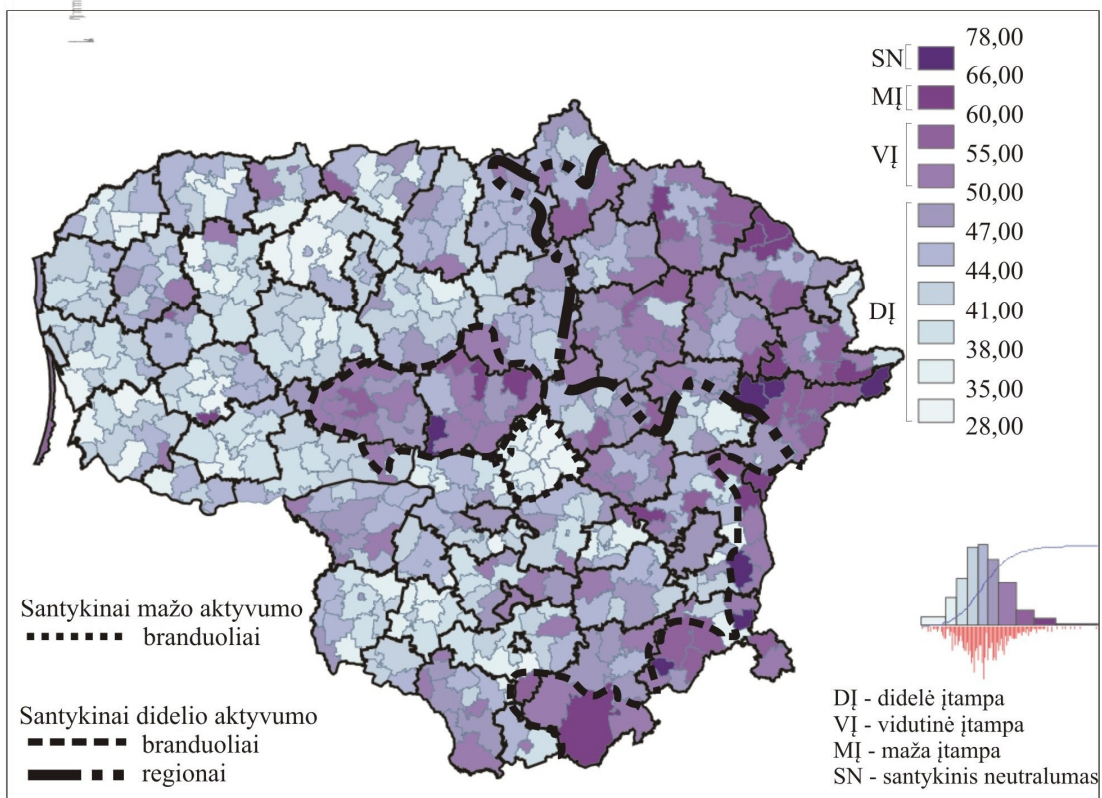 78,00
SN
66,00
MĮ
60,00
VĮ
55,00
50,00
47,00
44,00
41,00
DĮ
38,00
35,00
28,00
Santykinai mažo aktyvumo
branduoliai
Santykinai didelio aktyvumo
branduoliai
regionai
DĮ - didelė įtampa
VĮ - vidutinė įtampa
MĮ - maža įtampa
SN - santykinis neutralumas